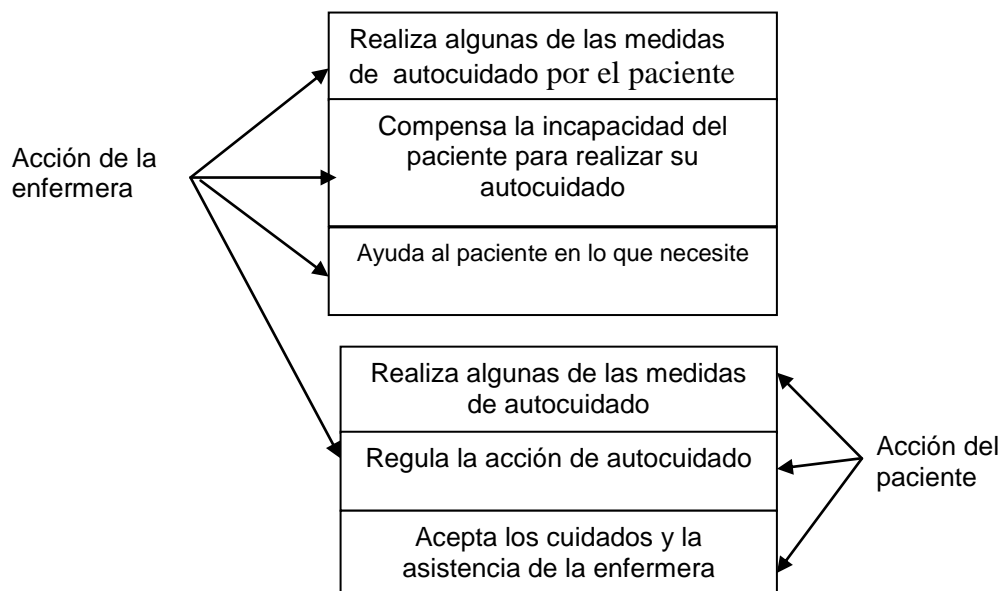 Realiza algunas de las medidas
de autocuidado por el paciente
Compensa la incapacidad del
paciente para realizar su
autocuidado
Acción de la
enfermera
Ayuda al paciente en lo que necesite
Realiza algunas de las medidas
de autocuidado
Regula la acción de autocuidado
Acción del
paciente
Acepta los cuidados y la
asistencia de la enfermera